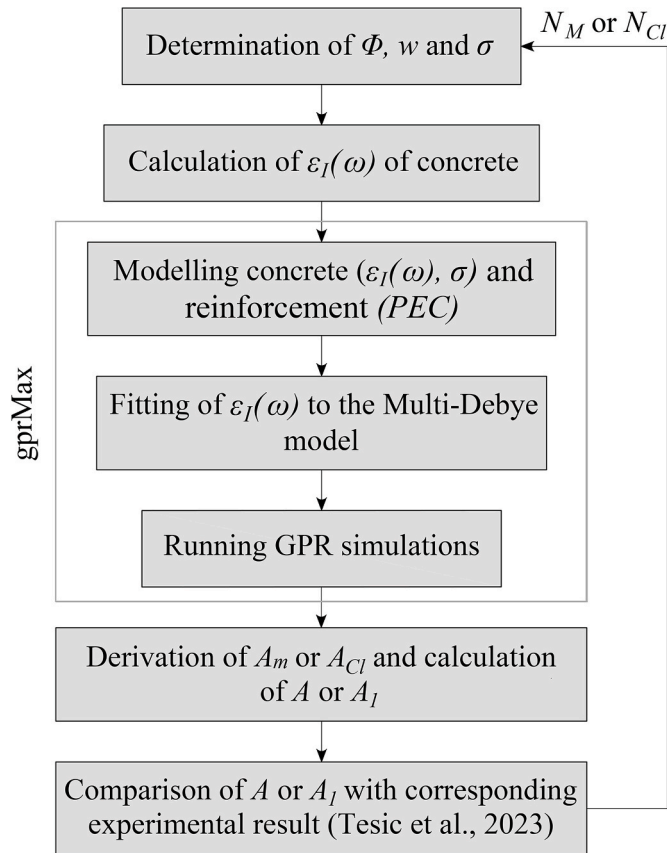 Determination of Φ, w and σ
N_M or N_Cl
Calculation of ε_I(ω) of concrete
gprMax
Modelling concrete (ε_I(ω), σ) and
reinforcement (PEC)
Fitting of ε_I(ω) to the Multi-Debye
model
Running GPR simulations
Derivation of A_m or A_Cl and calculation
of A or A_1
Comparison of A or A_1 with corresponding
experimental result (Tesic et al., 2023)